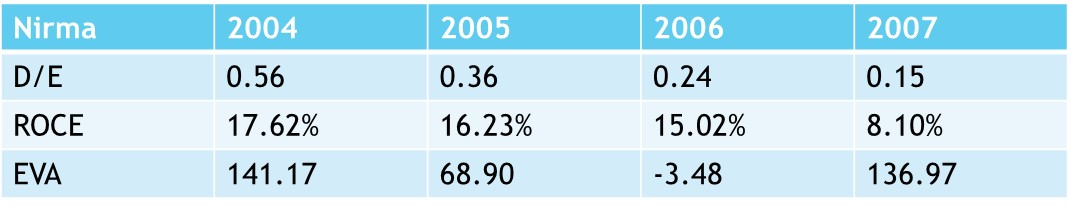 Nirma 2004 2005 2006 2007
D/E 0.56 0.36 0.24 0.15
ROCE 17.62% 16.23% 15.02% 8.10%
EVA 141.17 68.90 -3.48 136.97